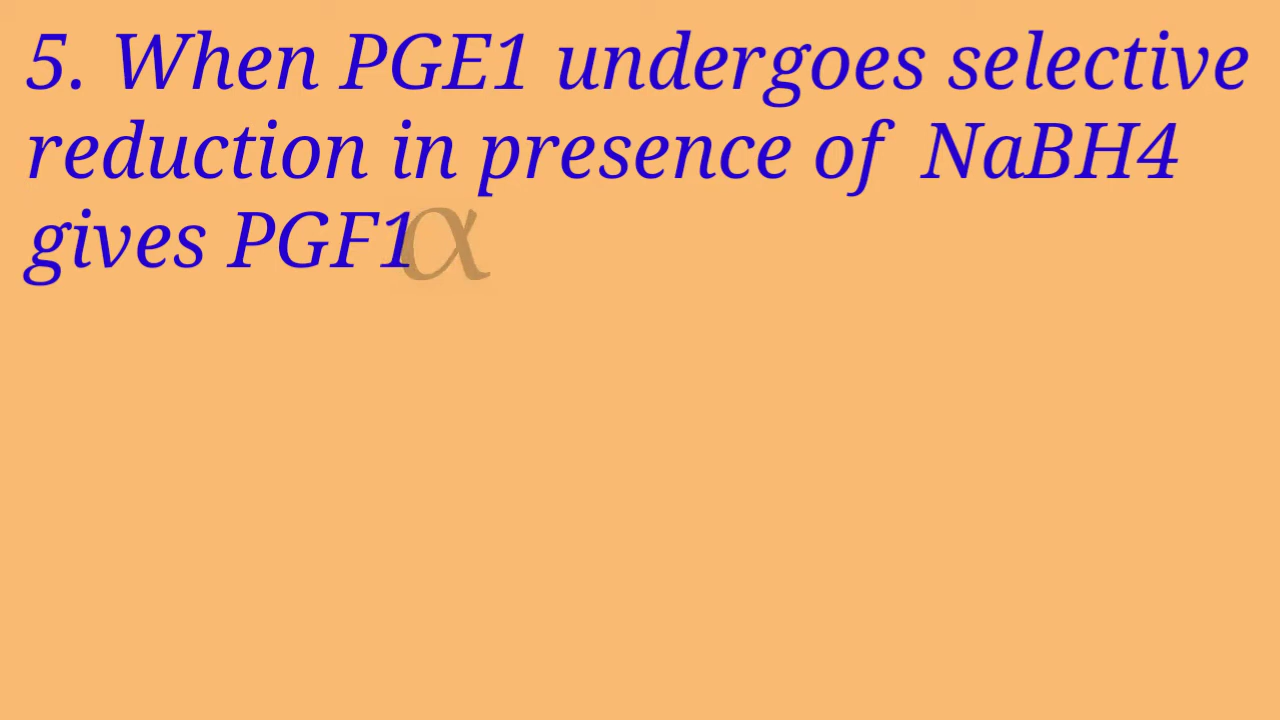 5. When PGE1 undergoes selective
reduction in presence of NaBH4
gives PGF1α